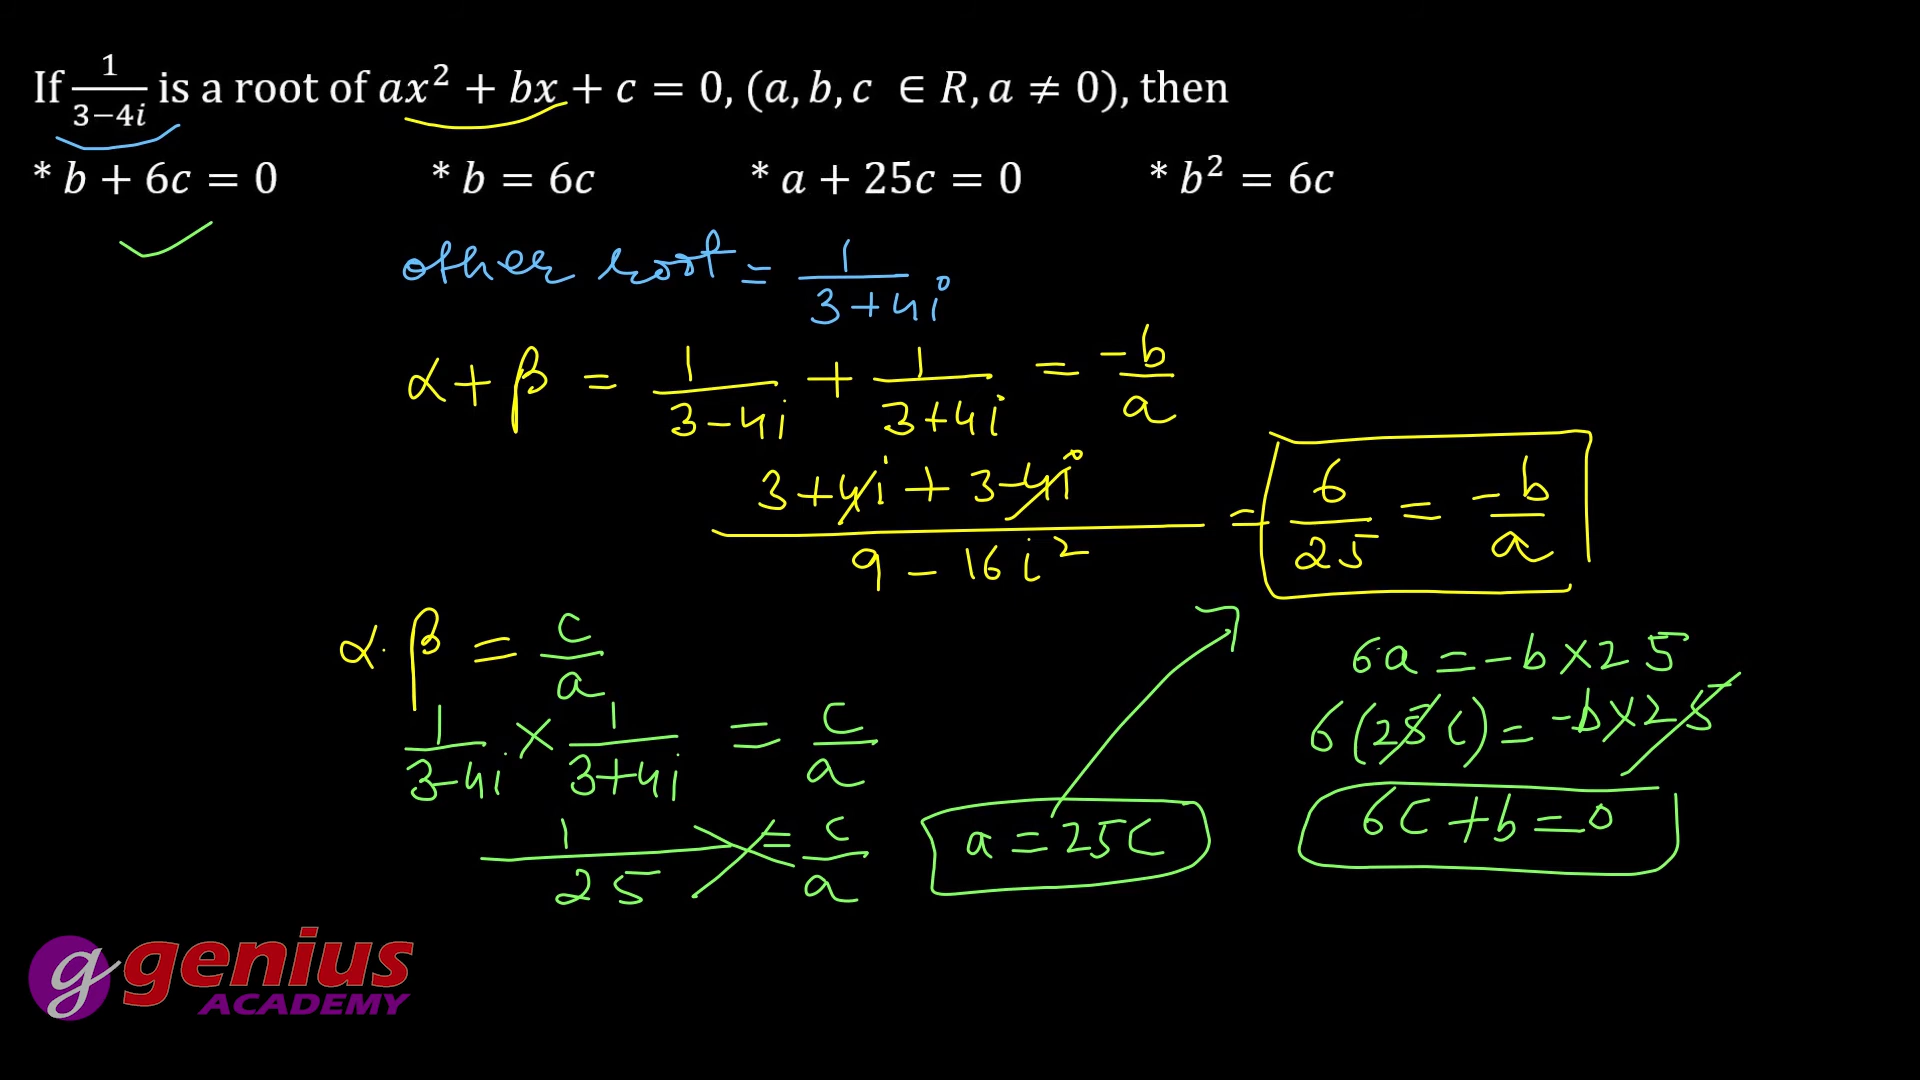 If 1/(3−4i) is a root of ax² + bx + c = 0, (a, b, c ∈ R, a ≠ 0), then
* b + 6c = 0 * b = 6c * a + 25c = 0 * b² = 6c
other root = 1/(3+4i)
α + β = 1/(3−4i) + 1/(3+4i) = −b/a
(3+4i + 3−4i)/(9 − 16i²) = 6/25 = −b/a
α·β = c/a
1/(3−4i) × 1/(3+4i) = c/a
1/25 = c/a
a = 25c
6a = −b×25
6(25c) = −b×25
6c + b = 0
g genius
ACADEMY